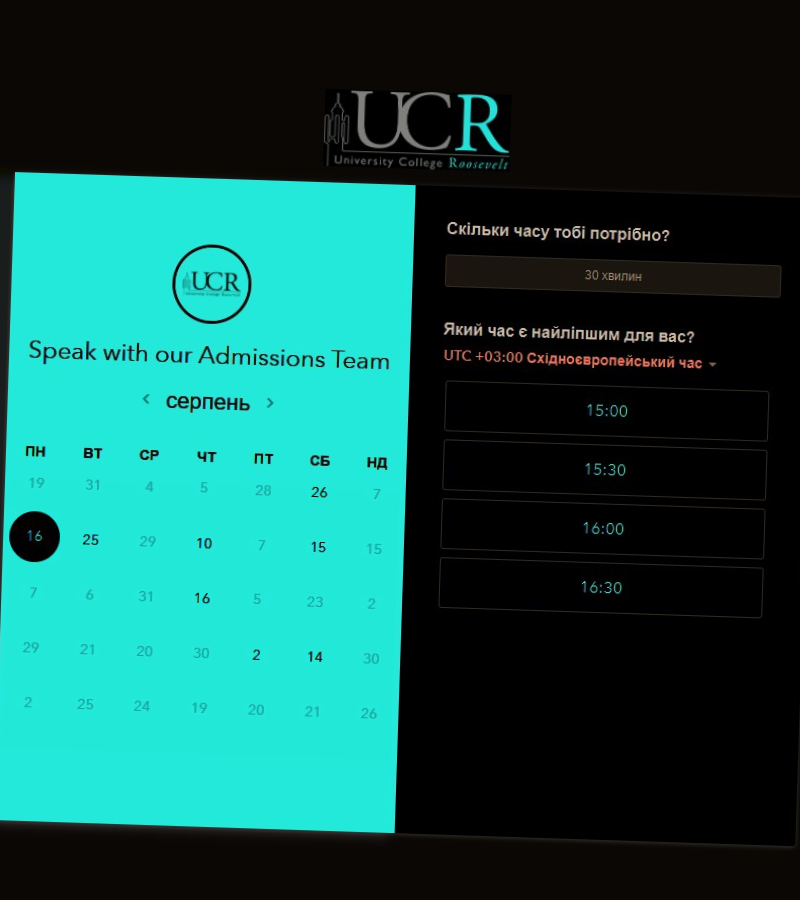 UCR
University College Roosevelt
UCR
Speak with our Admissions Team
серпень
ПН ВТ СР ЧТ ПТ СБ НД
19 31 4 5 28 26 7
16 25 29 10 7 15 15
7 6 31 16 5 23 2
29 21 20 30 2 14 30
2 25 24 19 20 21 26
Скільки часу тобі потрібно?
30 хвилин
Який час є найліпшим для вас?
UTC +03:00 Східноєвропейський час
15:00
15:30
16:00
16:30